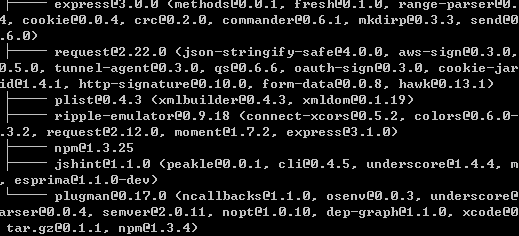 express@3.0.0 (methods@0.0.1, fresh@0.1.0, range-parser@0.
4, cookie@0.0.4, crc@0.2.0, commander@0.6.1, mkdirp@0.3.3, send@0
.6.0)
├── request@2.22.0 (json-stringify-safe@4.0.0, aws-sign@0.3.0,
0.5.0, tunnel-agent@0.3.0, qs@0.6.6, oauth-sign@0.3.0, cookie-jar
id@1.4.1, http-signature@0.10.0, form-data@0.0.8, hawk@0.13.1)
├── plist@0.4.3 (xmlbuilder@0.4.3, xmldom@0.1.19)
├── ripple-emulator@0.9.18 (connect-xcors@0.5.2, colors@0.6.0-
.3.2, request@2.12.0, moment@1.7.2, express@3.1.0)
├── npm@1.3.25
├── jshint@1.1.0 (peakle@0.0.1, cli@0.4.5, underscore@1.4.4, m
, esprima@1.1.0-dev)
└── plugman@0.17.0 (ncallbacks@1.1.0, osenv@0.0.3, underscore@
arser@0.0.4, semver@2.0.11, nopt@1.0.10, dep-graph@1.1.0, xcode@0
tar.gz@0.1.1, npm@1.3.4)